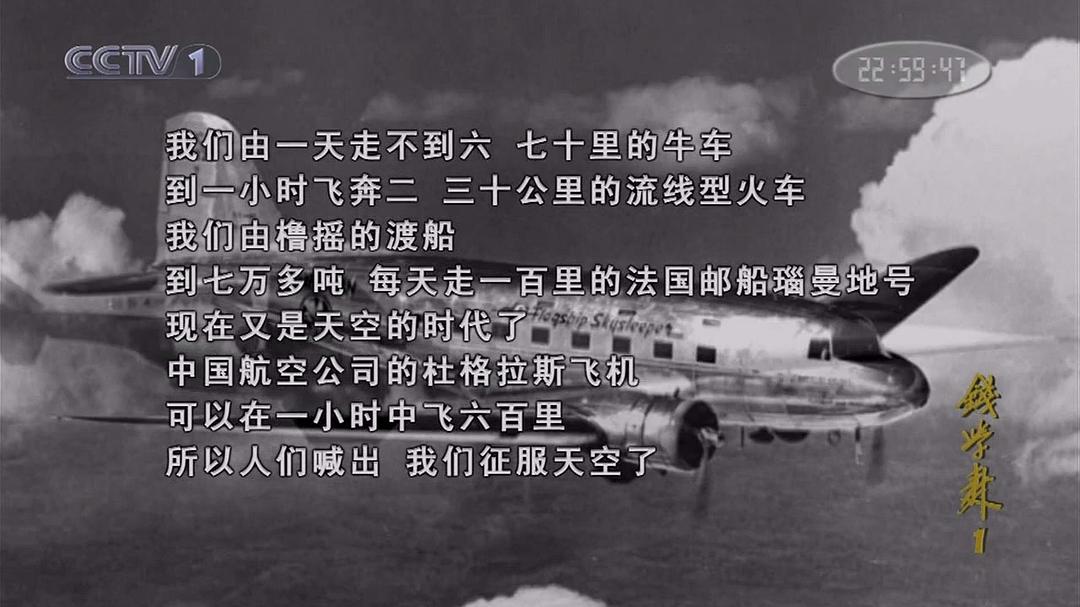 CCTV 1
22:59:47
我们由一天走不到六 七十里的牛车
到一小时飞奔二 三十公里的流线型火车
我们由橹摇的渡船
到七万多吨 每天走一百里的法国邮船瑙曼地号
现在又是天空的时代了
Flagship Skysleeper
中国航空公司的杜格拉斯飞机
可以在一小时中飞六百里
所以人们喊出 我们征服天空了
钱学森
1